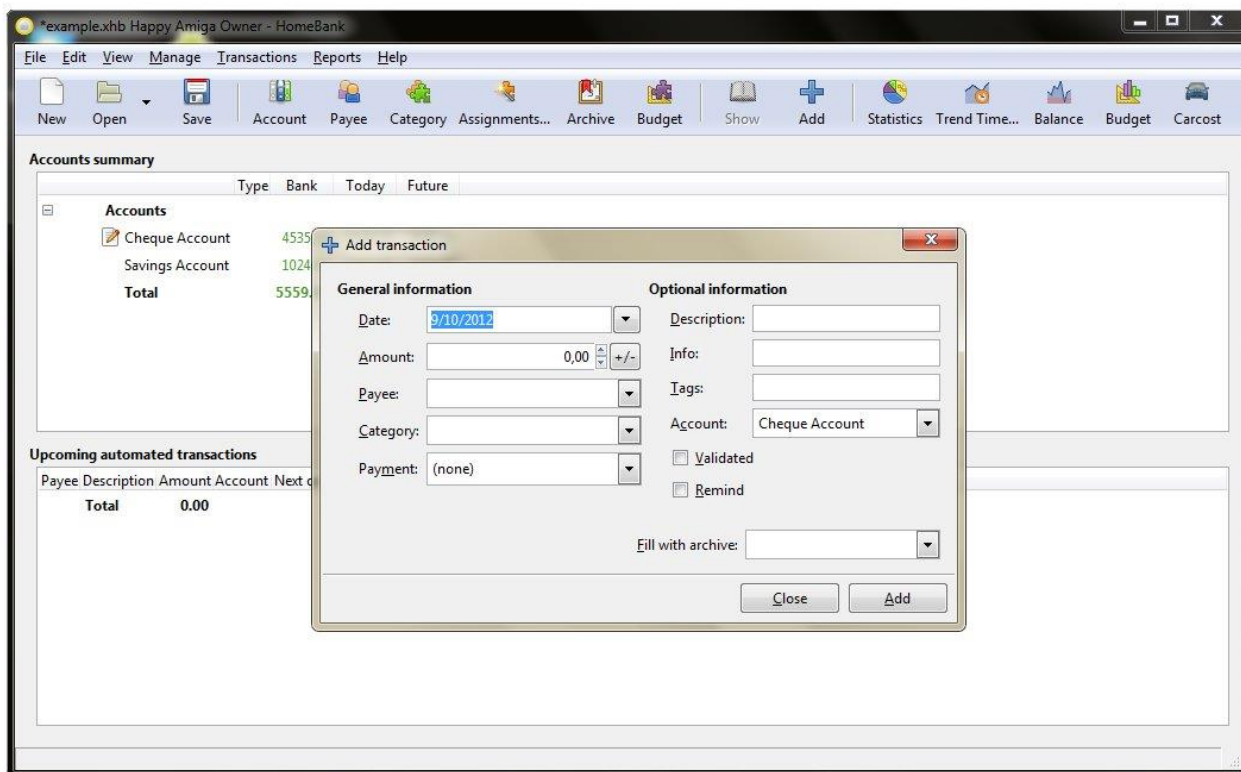 *example.xhb Happy Amiga Owner - HomeBank
File Edit View Manage Transactions Reports Help
New Open Save Account Payee Category Assignments... Archive Budget Show Add Statistics Trend Time... Balance Budget Carcost
Accounts summary
Type Bank Today Future
Accounts
Cheque Account 4535
Savings Account 1024
Total 5559.
Add transaction
General information
Date: 9/10/2012
Amount: 0,00 +/-
Payee:
Category:
Payment: (none)
Optional information
Description:
Info:
Tags:
Account: Cheque Account
Validated
Remind
Fill with archive:
Close Add
Upcoming automated transactions
Payee Description Amount Account Next
Total 0.00